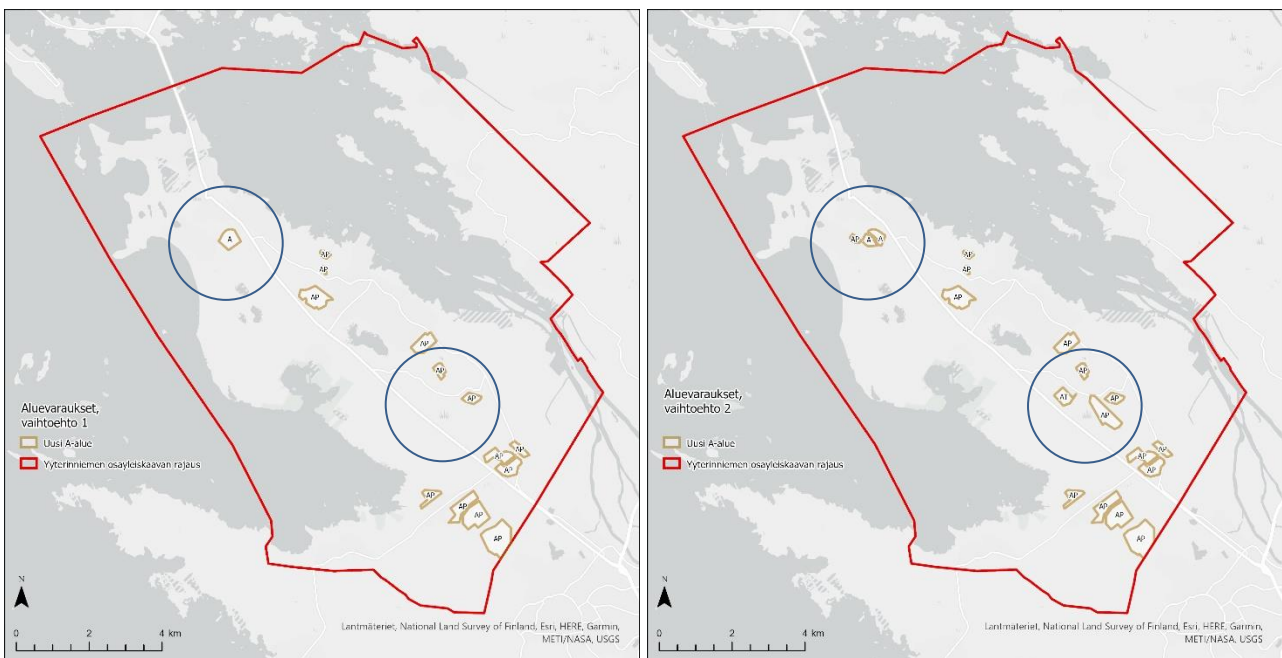 A
AP
AP
AP
AP
AP
AP
AP
AP
AP
AP
AP
AP
AP
Aluevaraukset,
vaihtoehto 1
Uusi A-alue
Yyterinniemen osayleiskaavan rajaus
N
0 2 4 km
Lantmäteriet, National Land Survey of Finland, Esri, HERE, Garmin,
METI/NASA, USGS
AP A A
AP
AP
AP
AP
AP
AP
AP
AP
AP
AP
AP
AP
AP
AP
Aluevaraukset,
vaihtoehto 2
Uusi A-alue
Yyterinniemen osayleiskaavan rajaus
N
0 2 4 km
Lantmäteriet, National Land Survey of Finland, Esri, HERE, Garmin,
METI/NASA, USGS